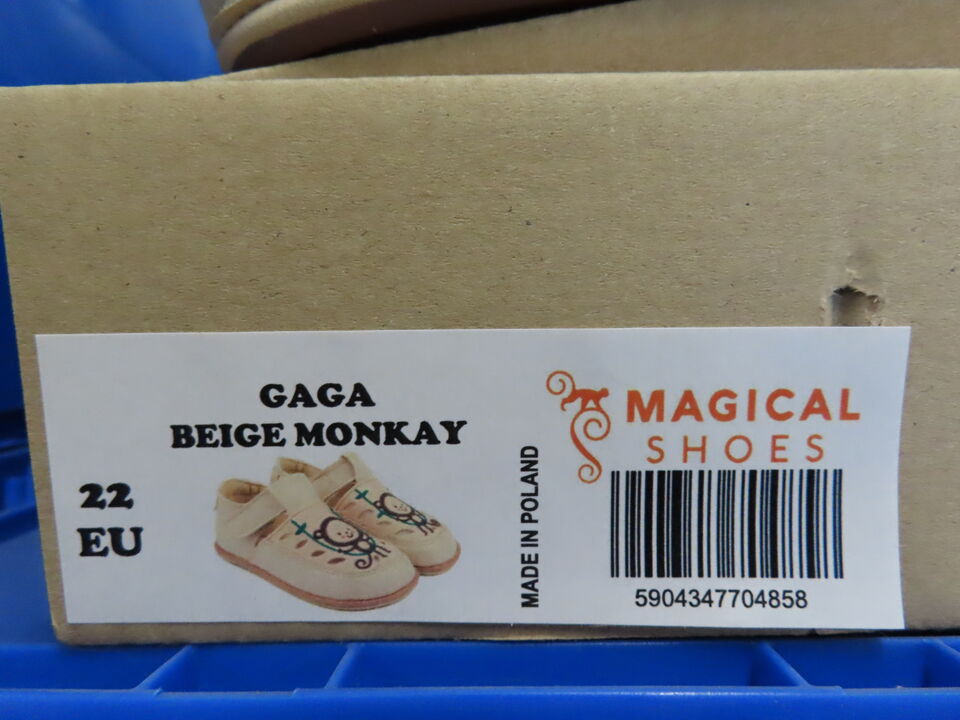 GAGA
BEIGE MONKAY
22
EU
MADE IN POLAND
MAGICAL
SHOES
5904347704858